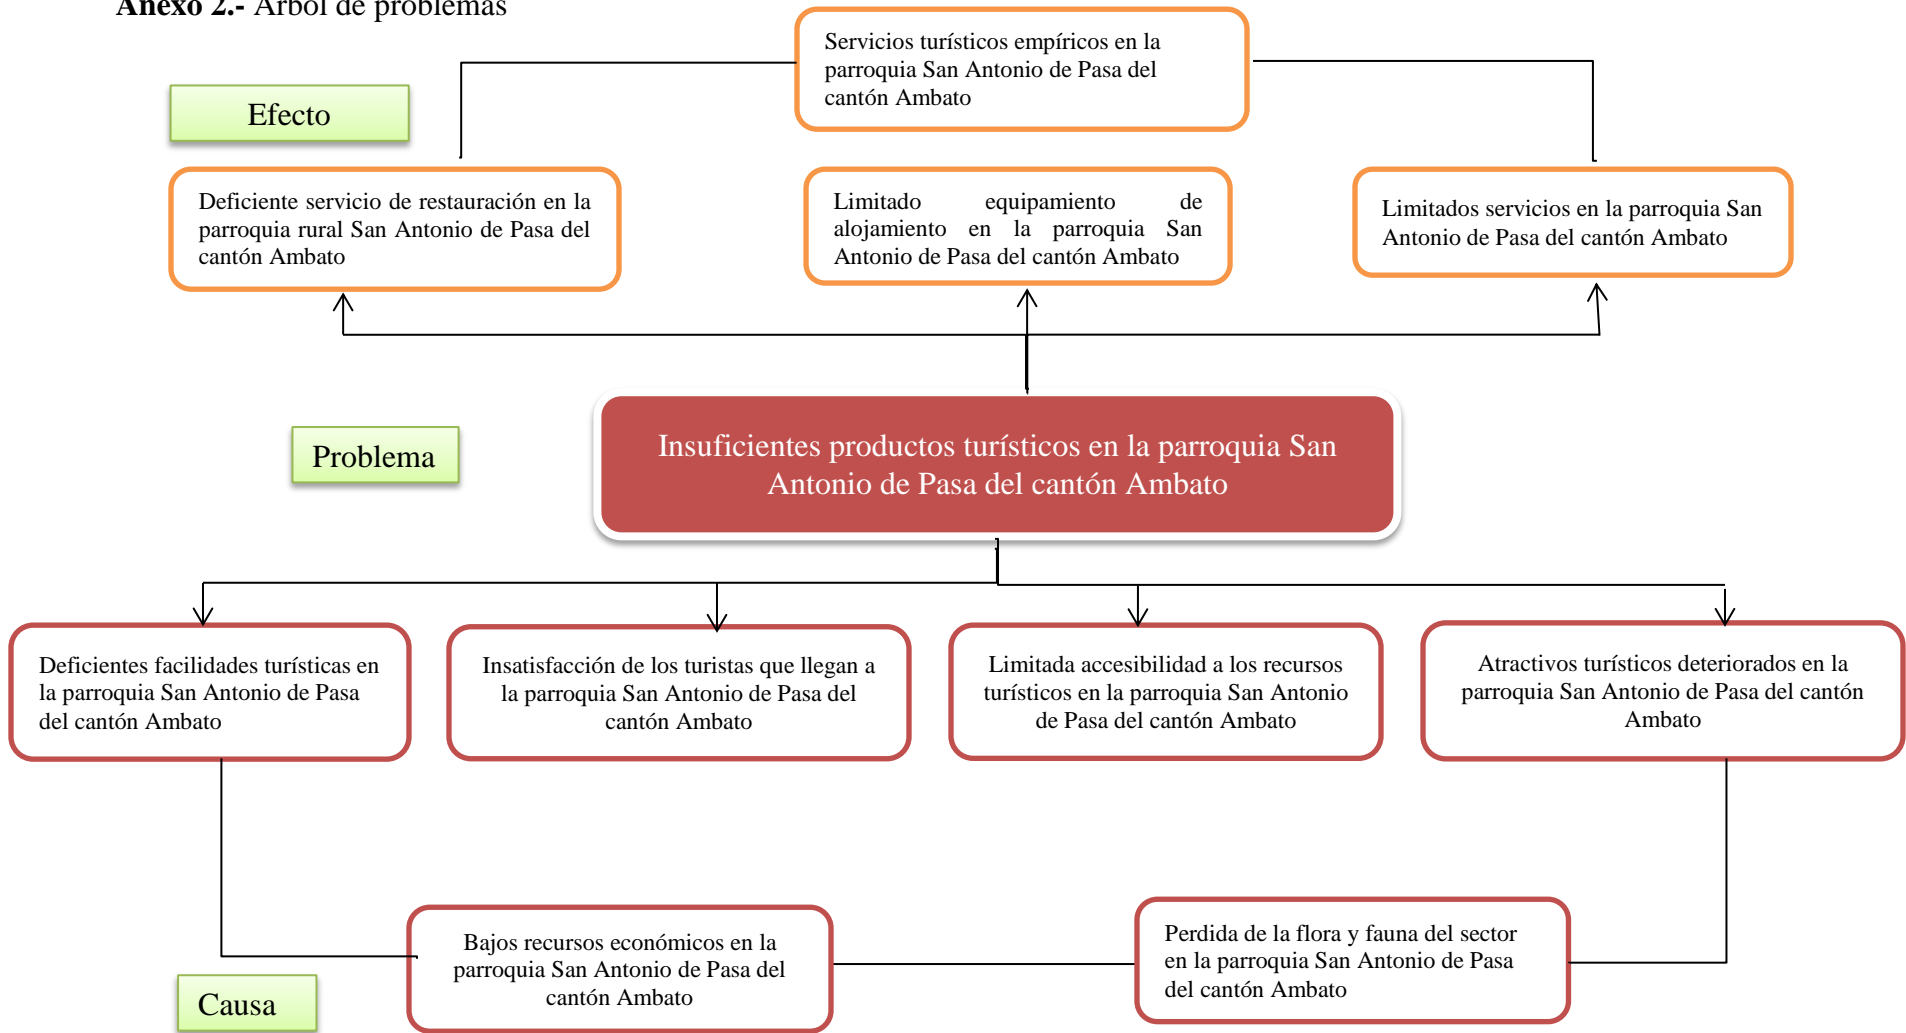 Anexo 2.- Árbol de problemas
Servicios turísticos empíricos en la
parroquia San Antonio de Pasa del
cantón Ambato
Efecto
Deficiente servicio de restauración en la
parroquia rural San Antonio de Pasa del
cantón Ambato
Limitado equipamiento de
alojamiento en la parroquia San
Antonio de Pasa del cantón Ambato
Limitados servicios en la parroquia San
Antonio de Pasa del cantón Ambato
Problema
Insuficientes productos turísticos en la parroquia San
Antonio de Pasa del cantón Ambato
Deficientes facilidades turísticas en
la parroquia San Antonio de Pasa
del cantón Ambato
Insatisfacción de los turistas que llegan a
la parroquia San Antonio de Pasa del
cantón Ambato
Limitada accesibilidad a los recursos
turísticos en la parroquia San Antonio
de Pasa del cantón Ambato
Atractivos turísticos deteriorados en la
parroquia San Antonio de Pasa del cantón
Ambato
Bajos recursos económicos en la
parroquia San Antonio de Pasa del
cantón Ambato
Perdida de la flora y fauna del sector
en la parroquia San Antonio de Pasa
del cantón Ambato
Causa